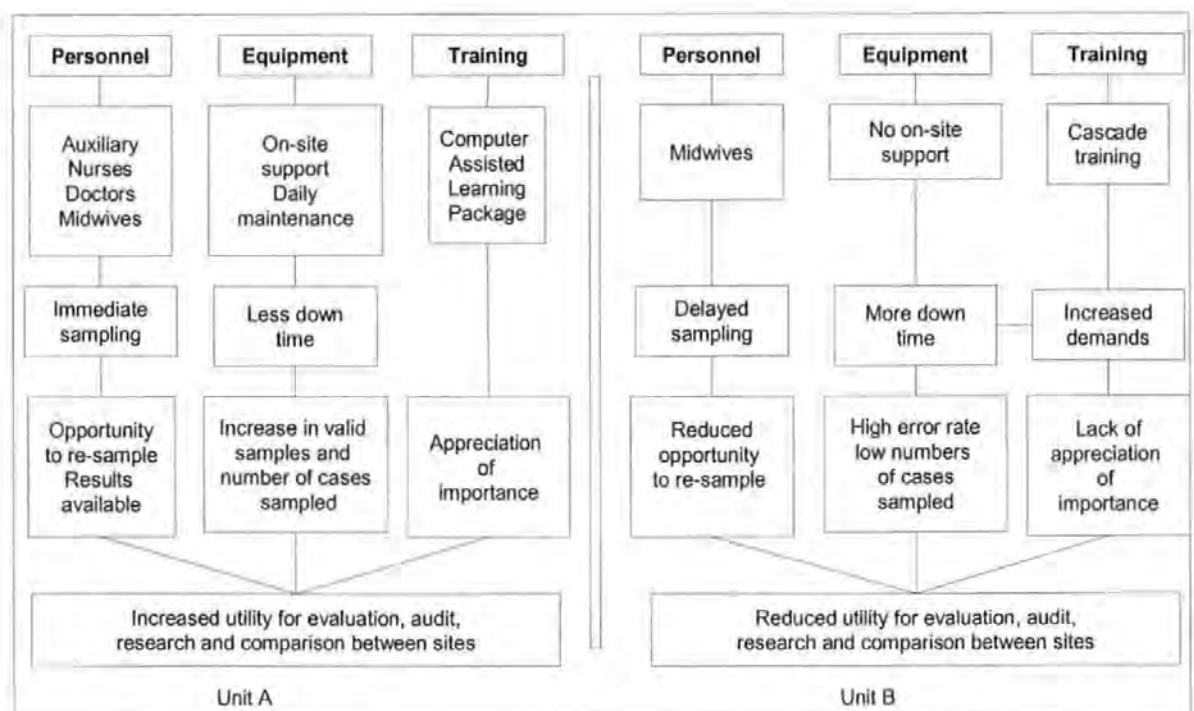 Personnel
Equipment
Training
Auxiliary
Nurses
Doctors
Midwives
On-site
support
Daily
maintenance
Computer
Assisted
Learning
Package
Immediate
sampling
Less down
time
Opportunity
to re-sample
Results
available
Increase in valid
samples and
number of cases
sampled
Appreciation
of
importance
Increased utility for evaluation, audit,
research and comparison between sites
Unit A
Personnel
Equipment
Training
Midwives
No on-site
support
Cascade
training
Delayed
sampling
More down
time
Increased
demands
Reduced
opportunity
to re-sample
High error rate
low numbers
of cases
sampled
Lack of
appreciation
of
importance
Reduced utility for evaluation, audit,
research and comparison between sites
Unit B